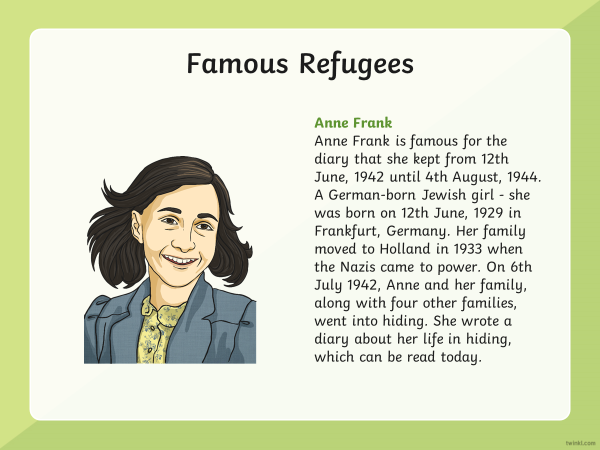 Famous Refugees
Anne Frank
Anne Frank is famous for the
diary that she kept from 12th
June, 1942 until 4th August, 1944.
A German-born Jewish girl - she
was born on 12th June, 1929 in
Frankfurt, Germany. Her family
moved to Holland in 1933 when
the Nazis came to power. On 6th
July 1942, Anne and her family,
along with four other families,
went into hiding. She wrote a
diary about her life in hiding,
which can be read today.
twinkl.com